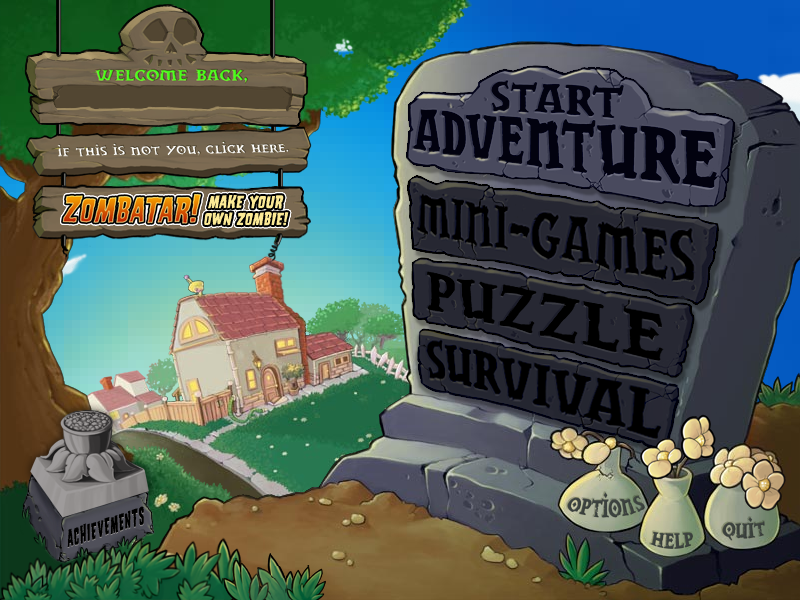 WELCOME BACK,
IF THIS IS NOT YOU, CLICK HERE.
ZOMBATAR! MAKE YOUR
OWN ZOMBIE!
START
ADVENTURE
MINI-GAMES
PUZZLE
SURVIVAL
ACHIEVEMENTS
OPTIONS
HELP
QUIT